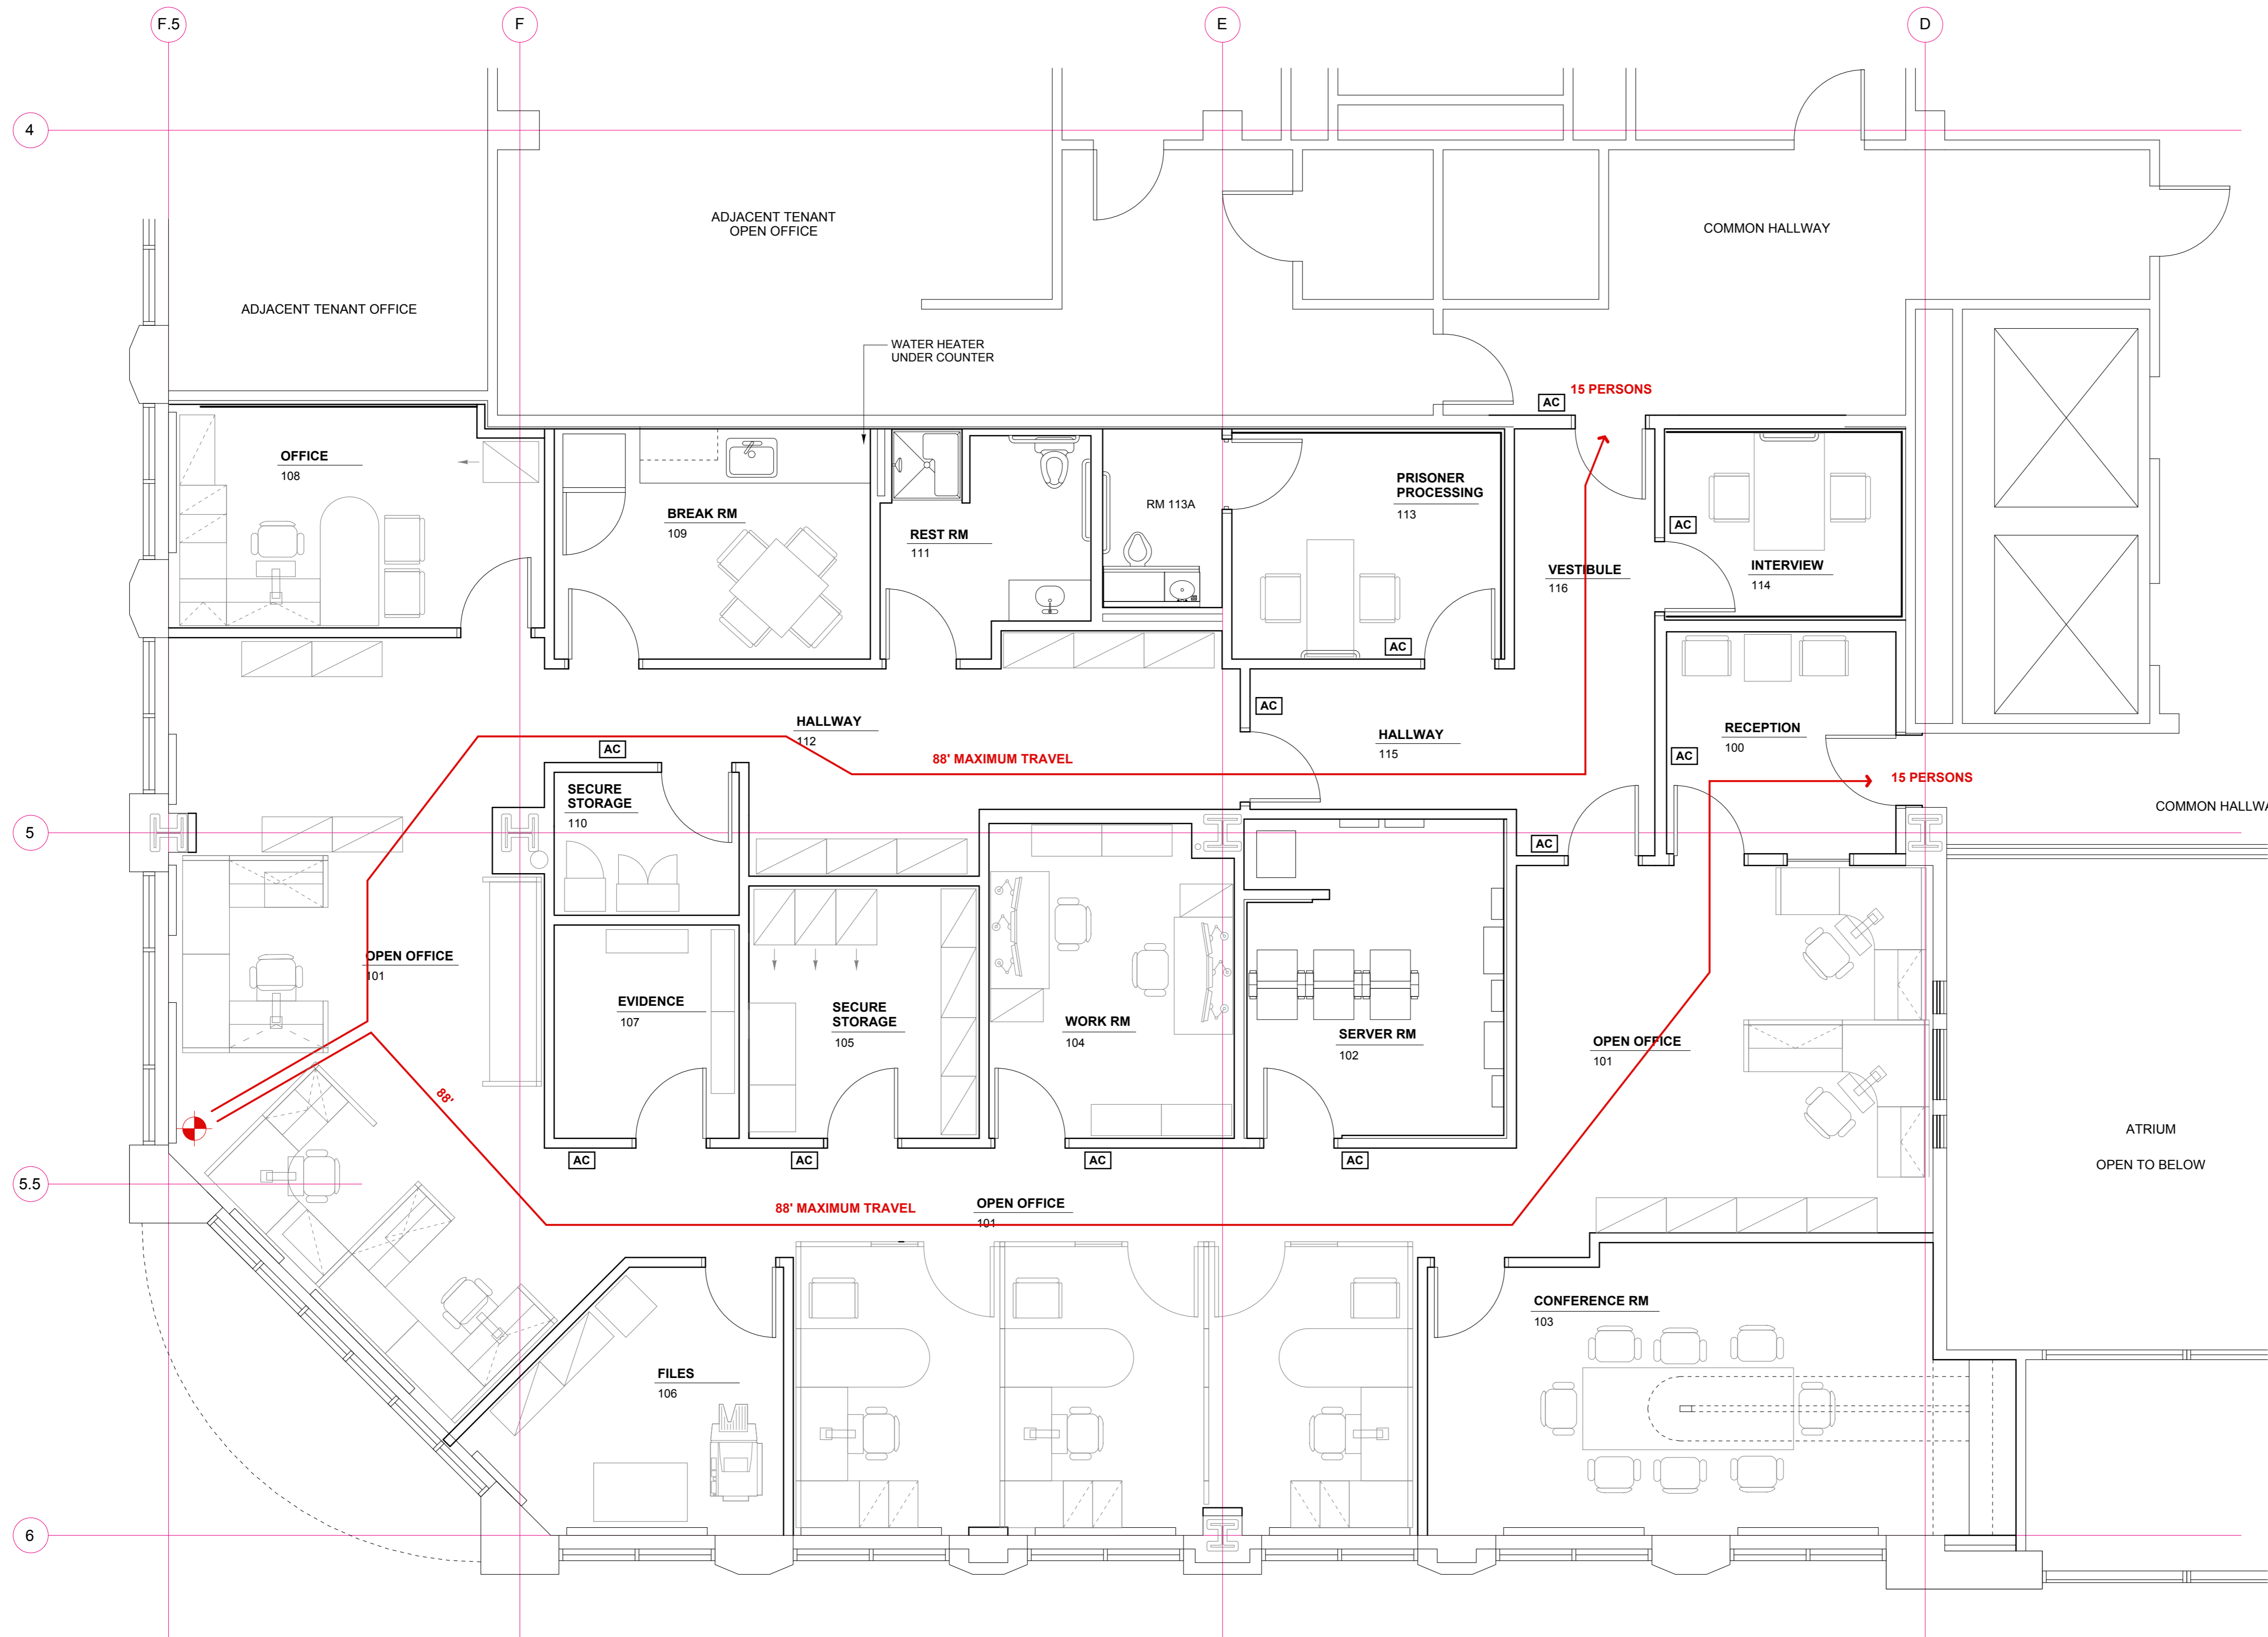 F.5
F
E
D
4
ADJACENT TENANT
OPEN OFFICE
COMMON HALLWAY
ADJACENT TENANT OFFICE
WATER HEATER
UNDER COUNTER
15 PERSONS
AC
OFFICE
108
BREAK RM
109
REST RM
111
RM 113A
PRISONER
PROCESSING
113
AC
VESTIBULE
116
AC
INTERVIEW
114
AC
HALLWAY
112
AC
88' MAXIMUM TRAVEL
HALLWAY
115
RECEPTION
100
AC
15 PERSONS
COMMON HALLWA
SECURE
STORAGE
110
5
AC
OPEN OFFICE
101
EVIDENCE
107
SECURE
STORAGE
105
WORK RM
104
SERVER RM
102
OPEN OFFICE
101
88'
ATRIUM
OPEN TO BELOW
AC
AC
AC
AC
5.5
88' MAXIMUM TRAVEL
OPEN OFFICE
101
CONFERENCE RM
103
FILES
106
6